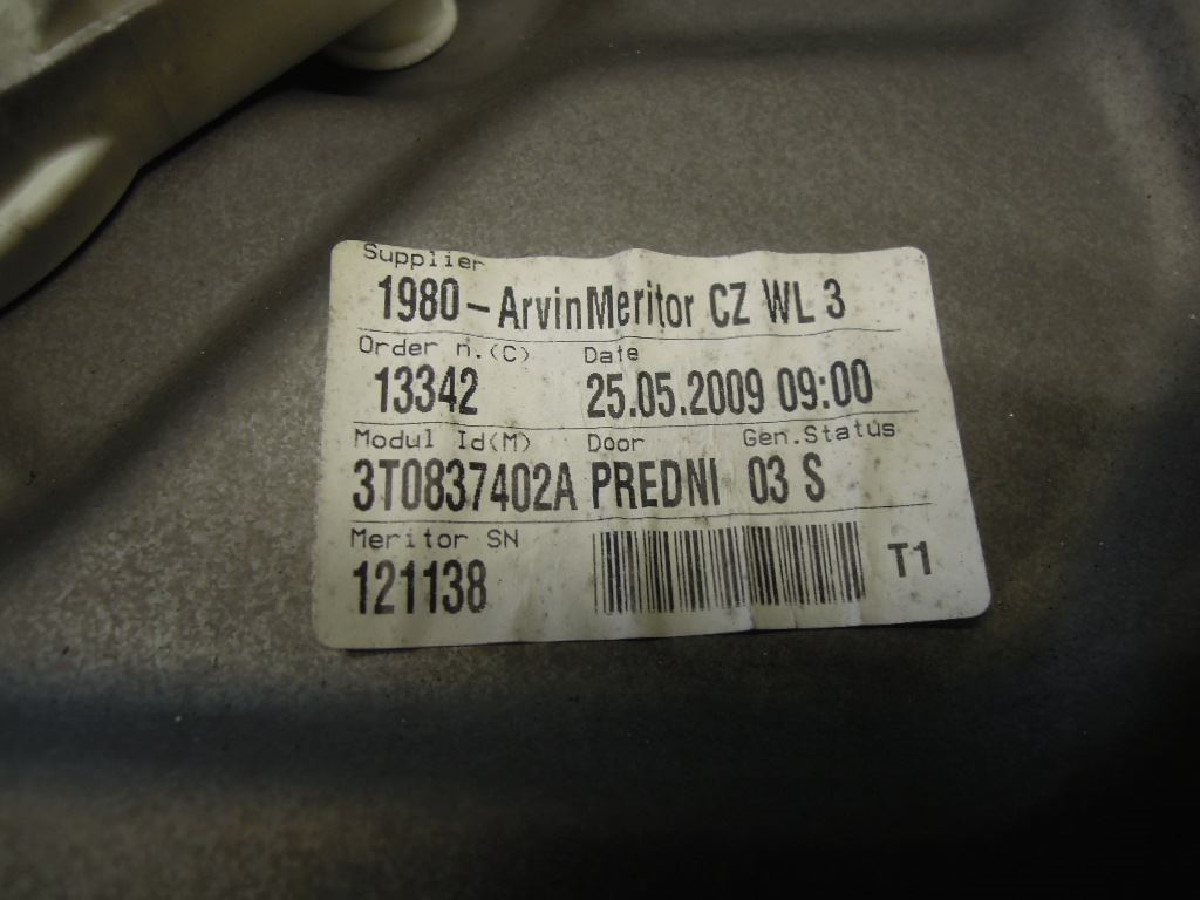 Supplier
1980-ArvinMeritor CZ WL 3
Order n.(C) Date
13342 25.05.2009 09:00
Modul Id(M) Door Gen.Status
3T0837402A PREDNI 03 S
Meritor SN
121138 T1